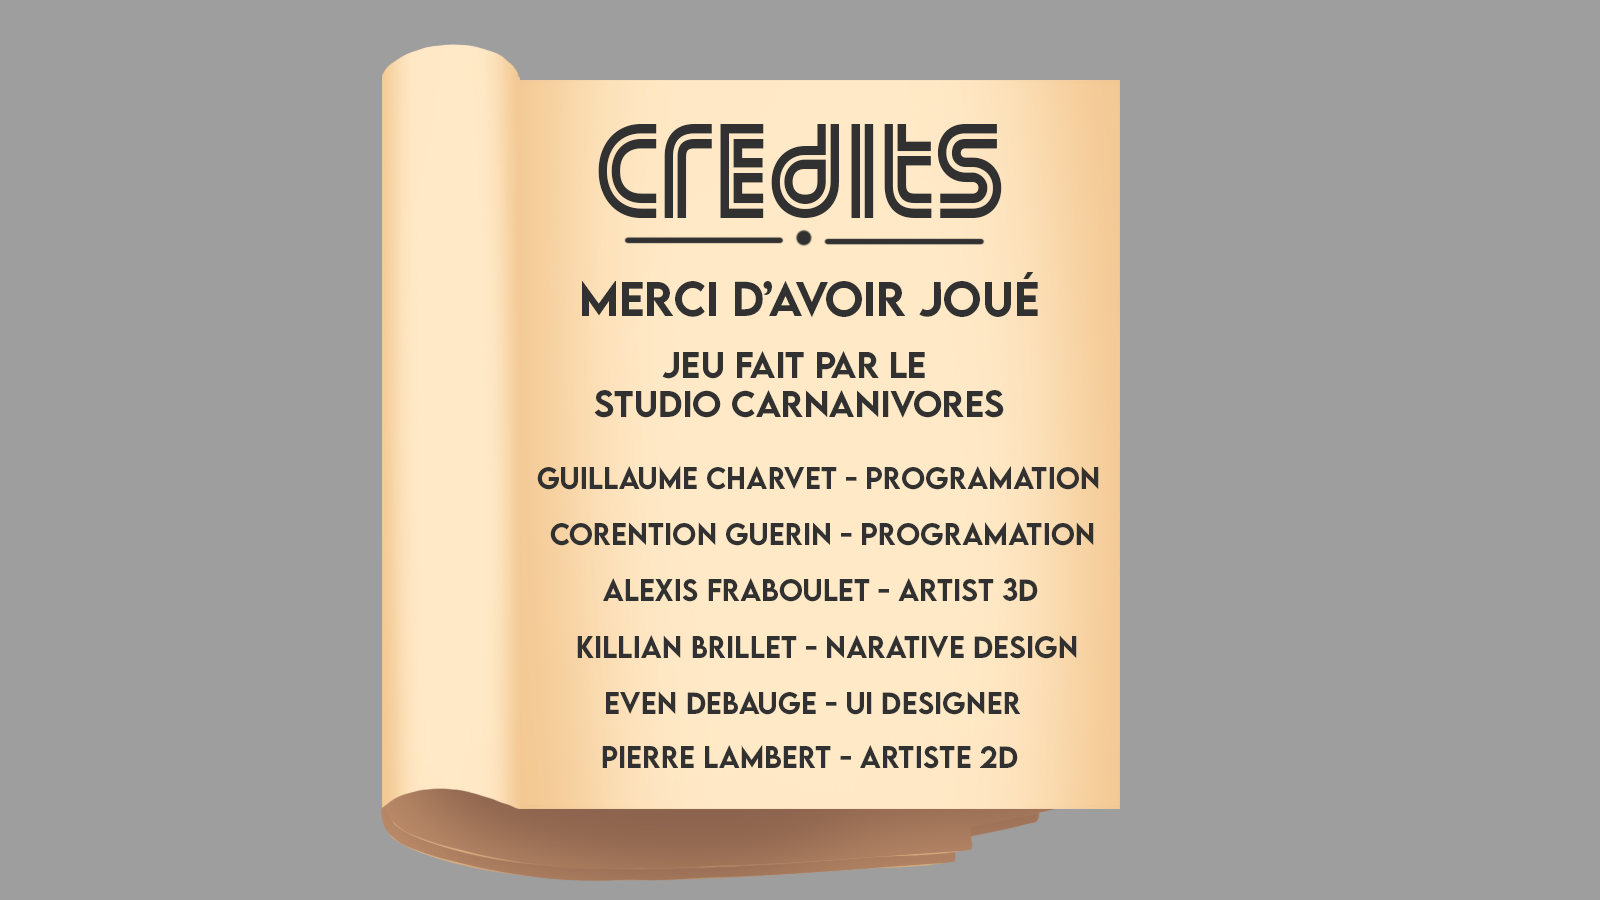 CREdItS
MERCI D’AVOIR JOUÉ
JEU FAIT PAR LE
STUDIO CARNANIVORES
GUILLAUME CHARVET - PROGRAMATION
CORENTION GUERIN - PROGRAMATION
ALEXIS FRABOULET - ARTIST 3D
KILLIAN BRILLET - NARATIVE DESIGN
EVEN DEBAUGE - UI DESIGNER
PIERRE LAMBERT - ARTISTE 2D